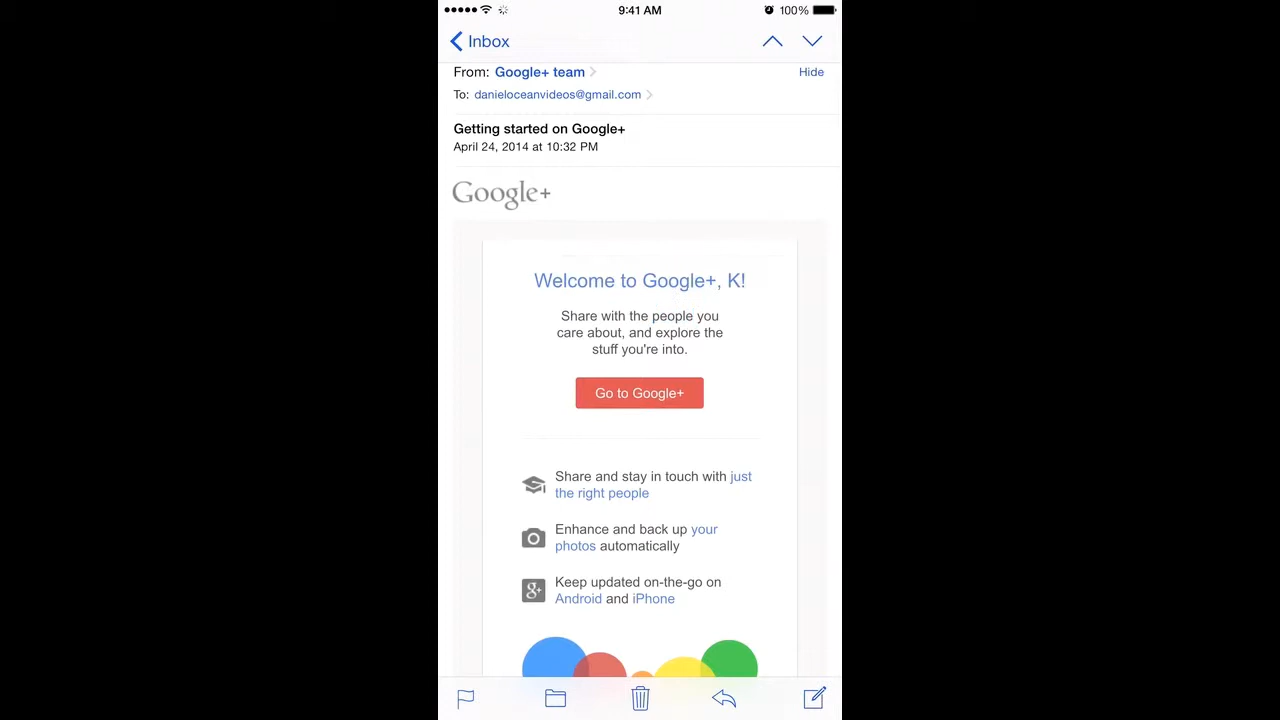 9:41 AM 100%
Inbox
From: Google+ team Hide
To: danieloceanvideos@gmail.com
Getting started on Google+
April 24, 2014 at 10:32 PM
Google+
Welcome to Google+, K!
Share with the people you
care about, and explore the
stuff you're into.
Go to Google+
Share and stay in touch with just
the right people
Enhance and back up your
photos automatically
g+ Keep updated on-the-go on
Android and iPhone